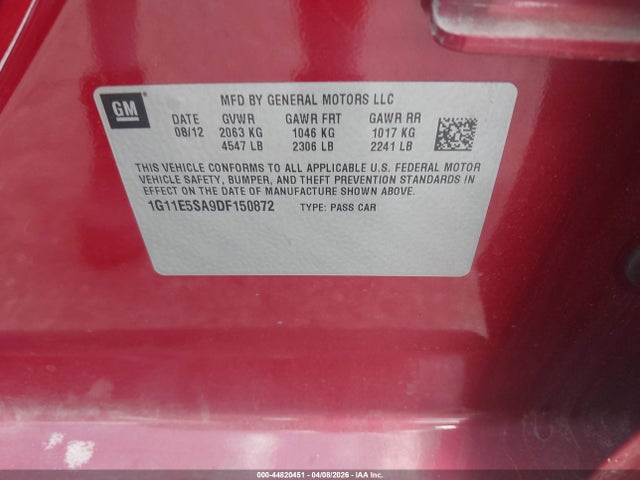 GM
MFD BY GENERAL MOTORS LLC
DATE GVWR GAWR FRT GAWR RR
08/12 2063 KG 1046 KG 1017 KG
4547 LB 2306 LB 2241 LB
THIS VEHICLE CONFORMS TO ALL APPLICABLE U.S. FEDERAL MOTOR
VEHICLE SAFETY, BUMPER, AND THEFT PREVENTION STANDARDS IN
EFFECT ON THE DATE OF MANUFACTURE SHOWN ABOVE.
1G11E5SA9DF150872 TYPE: PASS CAR
000-44820451 - 04/08/2026 - IAA Inc.